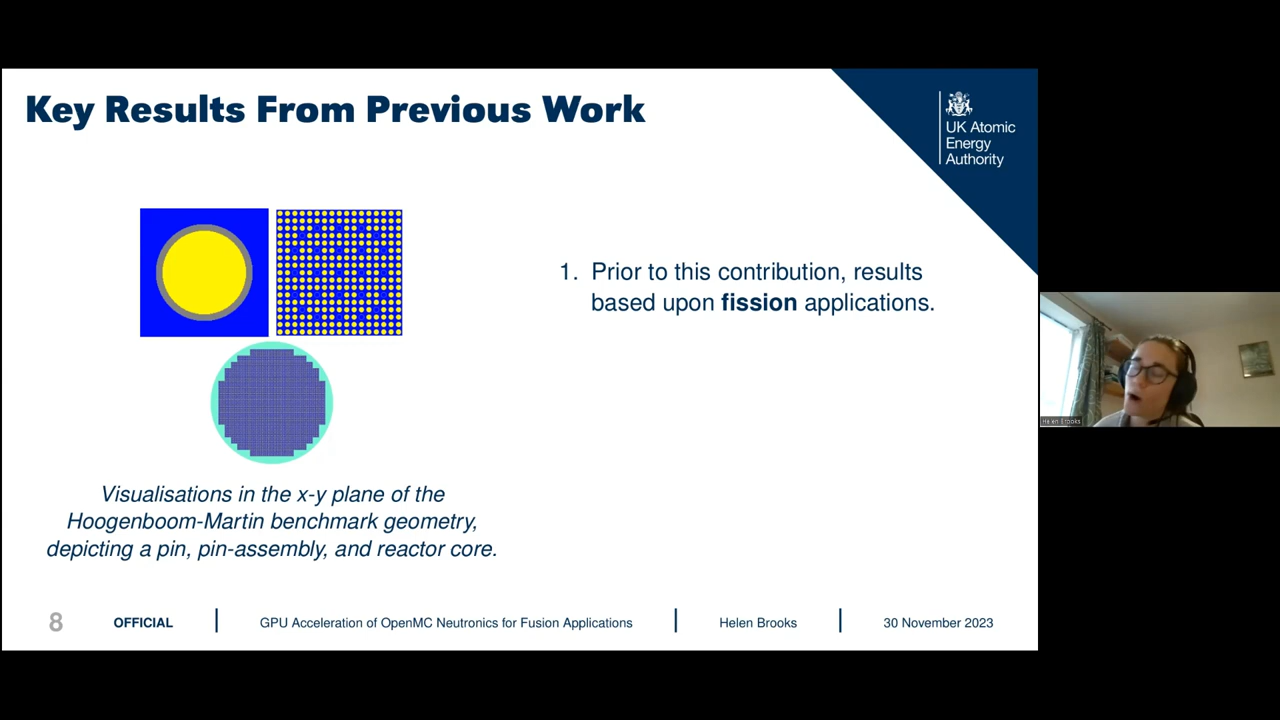 Key Results From Previous Work
UK Atomic
Energy
Authority
1. Prior to this contribution, results
based upon fission applications.
Visualisations in the x-y plane of the
Hoogenboom-Martin benchmark geometry,
depicting a pin, pin-assembly, and reactor core.
8
OFFICIAL
GPU Acceleration of OpenMC Neutronics for Fusion Applications
Helen Brooks
30 November 2023
Helen Brooks